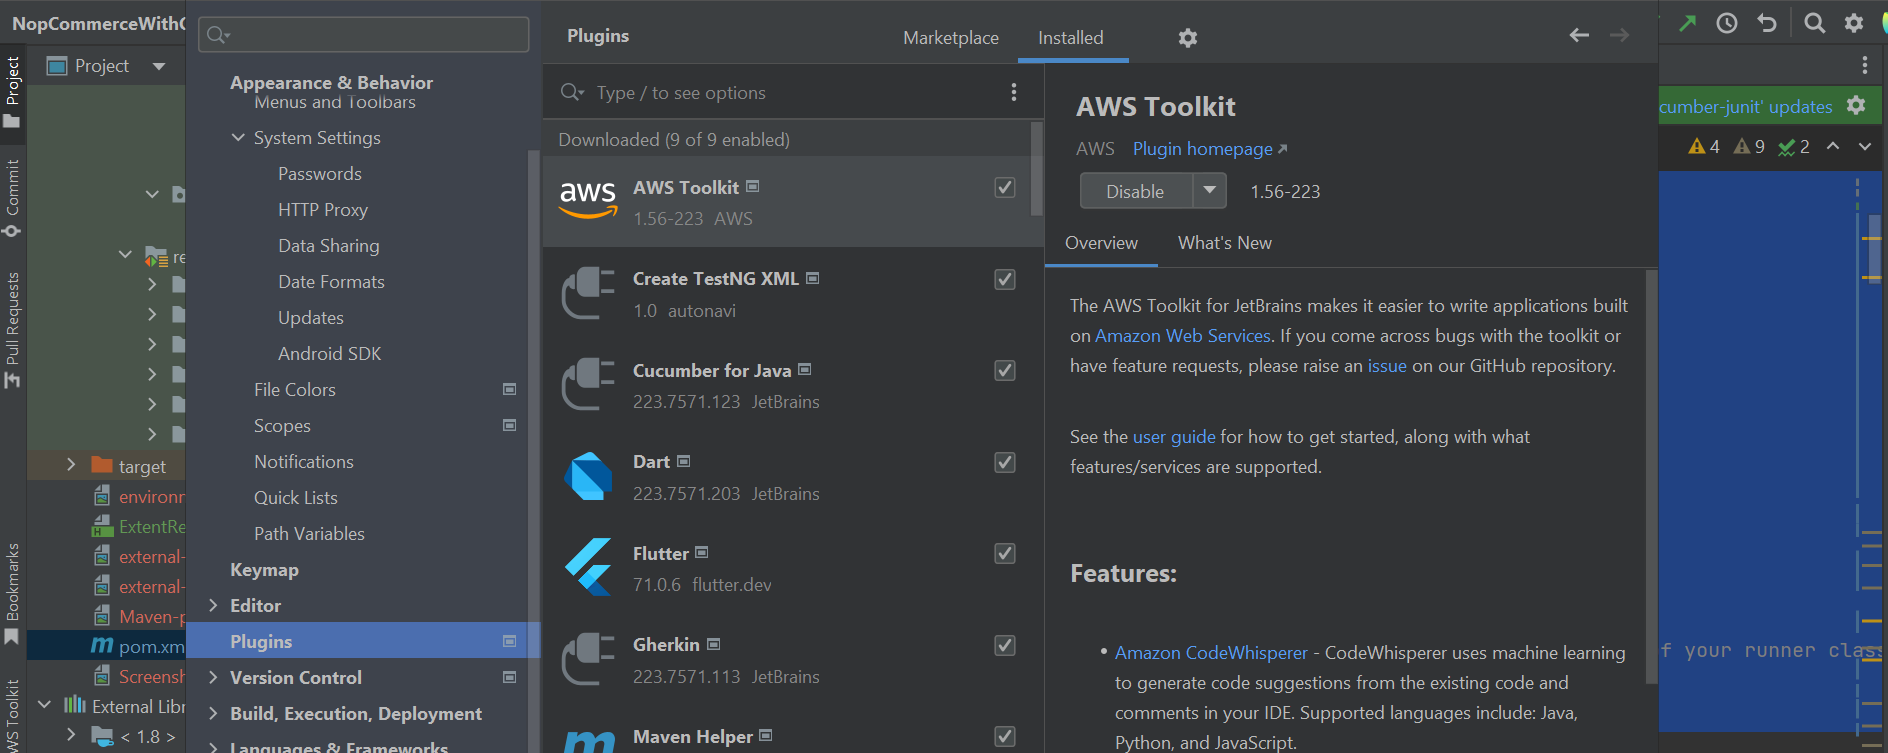 NopCommerceWithC
Project
Project
Commit
Pull Requests
Bookmarks
WS Toolkit
re
target
environn
ExtentRe
external-
external-
Maven-p
pom.xm
Screensh
External Libr
< 1.8 >
Appearance & Behavior
Menus and Toolbars
System Settings
Passwords
HTTP Proxy
Data Sharing
Date Formats
Updates
Android SDK
File Colors
Scopes
Notifications
Quick Lists
Path Variables
Keymap
Editor
Plugins
Version Control
Build, Execution, Deployment
Languages & Frameworks
Plugins
Marketplace
Installed
Type / to see options
Downloaded (9 of 9 enabled)
aws
AWS Toolkit
1.56-223 AWS
Create TestNG XML
1.0 autonavi
Cucumber for Java
223.7571.123 JetBrains
Dart
223.7571.203 JetBrains
Flutter
71.0.6 flutter.dev
Gherkin
223.7571.113 JetBrains
Maven Helper
AWS Toolkit
AWS Plugin homepage
Disable 1.56-223
Overview What's New
The AWS Toolkit for JetBrains makes it easier to write applications built
on Amazon Web Services. If you come across bugs with the toolkit or
have feature requests, please raise an issue on our GitHub repository.
See the user guide for how to get started, along with what
features/services are supported.
Features:
• Amazon CodeWhisperer - CodeWhisperer uses machine learning
to generate code suggestions from the existing code and
comments in your IDE. Supported languages include: Java,
Python, and JavaScript.
cumber-junit' updates
4 9 2
f your runner class